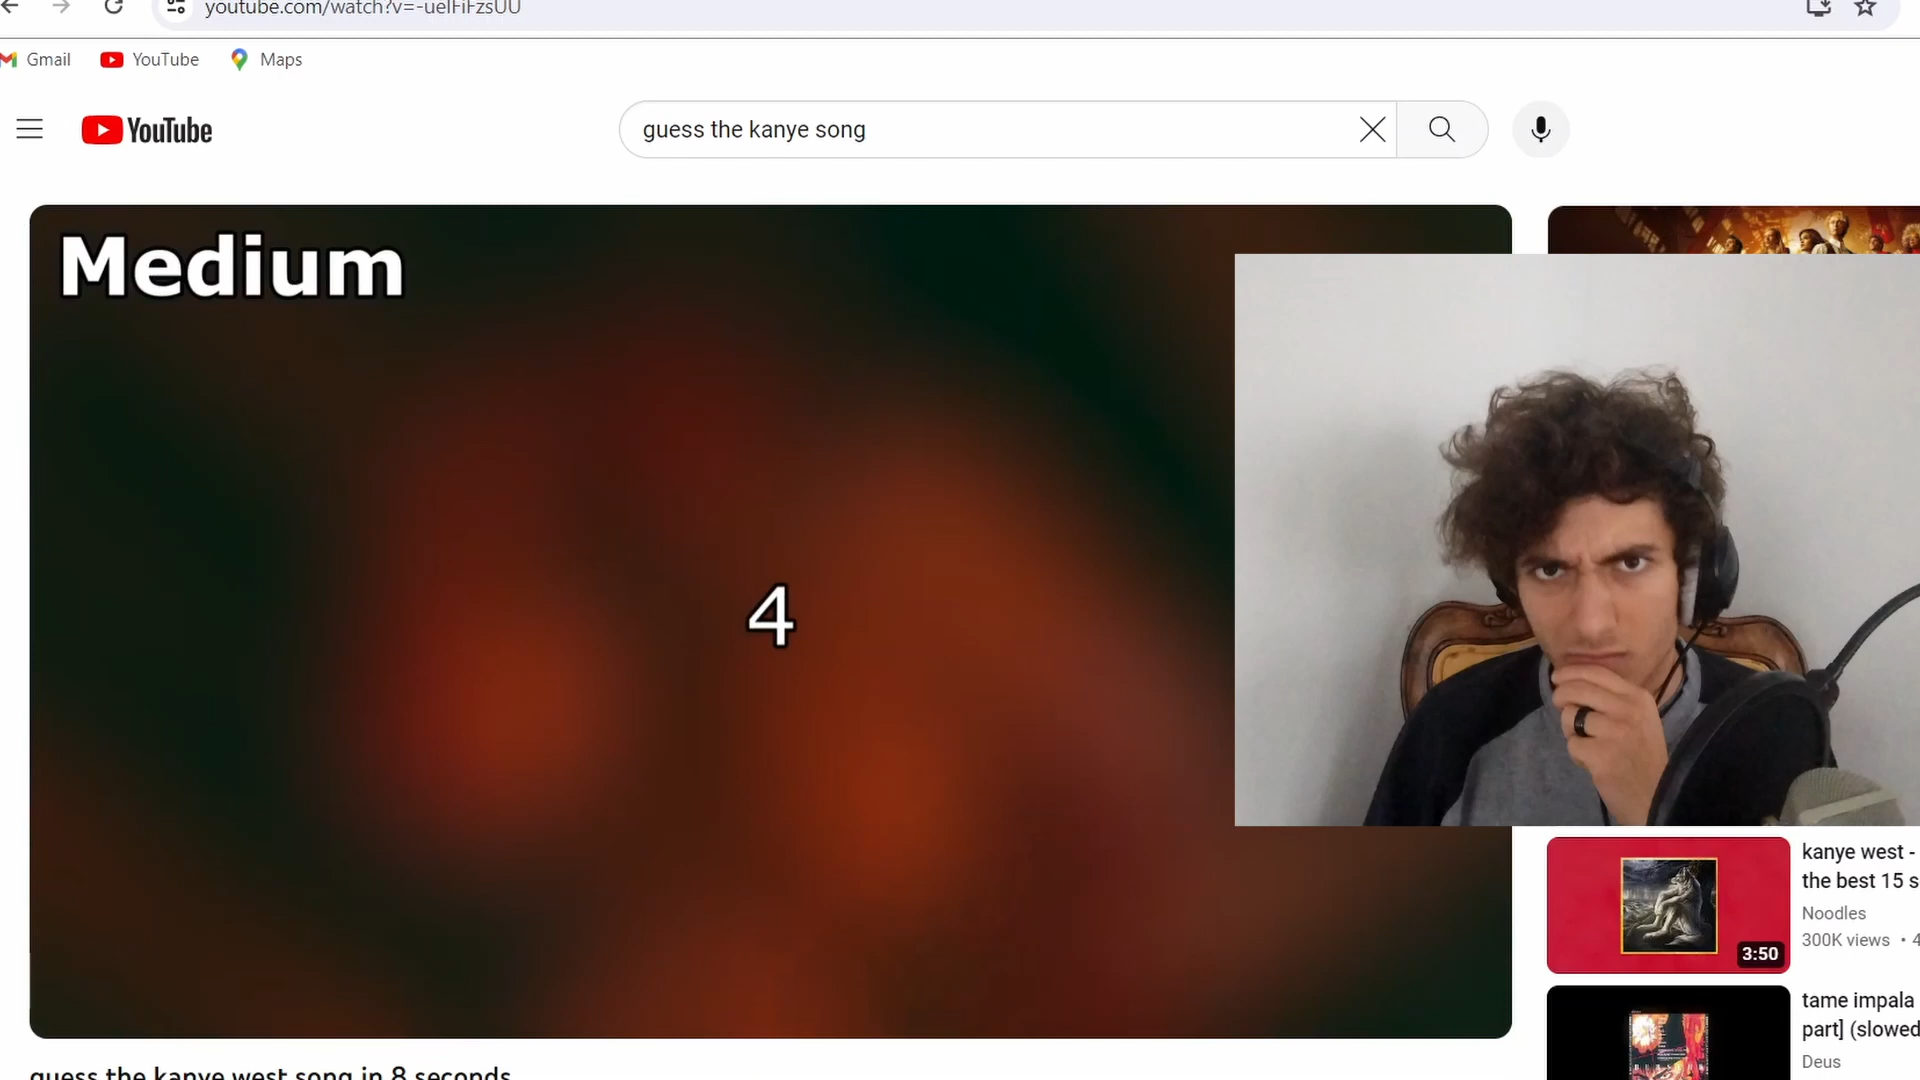 youtube.com/watch?v=-uelFiFzsUU
Gmail
YouTube
Maps
YouTube
guess the kanye song
Medium
4
kanye west -
the best 15 s
Noodles
300K views • 4
3:50
tame impala
part] (slowed
Deus
guess the kanye west song in 8 seconds